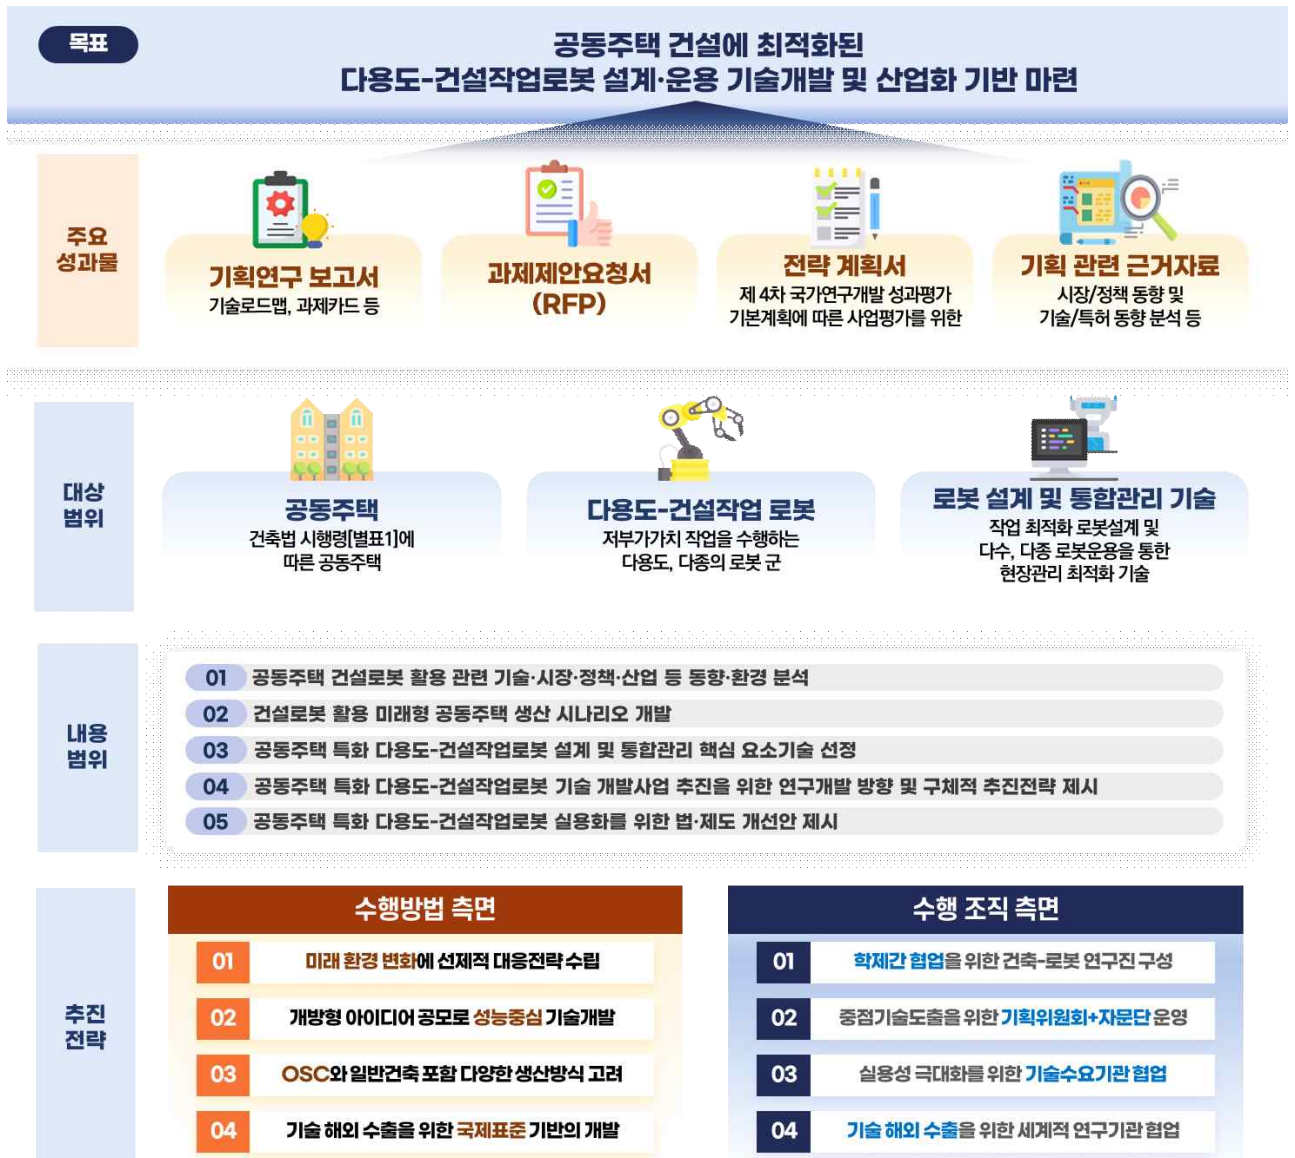 목표
공동주택 건설에 최적화된
다용도-건설작업로봇 설계·운용 기술개발 및 산업화 기반 마련
주요
성과물
기획연구 보고서
기술로드맵, 과제카드 등
과제제안요청서
(RFP)
전략 계획서
제 4차 국가연구개발 성과평가
기본계획에 따른 사업평가를 위한
기획 관련 근거자료
시장/정책 동향 및
기술/특허 동향 분석 등
대상
범위
공동주택
건축법 시행령[별표1]에
따른 공동주택
다용도-건설작업 로봇
저부가가치 작업을 수행하는
다용도, 다종의 로봇 군
로봇 설계 및 통합관리 기술
작업 최적화 로봇설계 및
다수, 다종 로봇운용을 통한
현장관리 최적화 기술
내용
범위
01 공동주택 건설로봇 활용 관련 기술·시장·정책·산업 등 동향·환경 분석
02 건설로봇 활용 미래형 공동주택 생산 시나리오 개발
03 공동주택 특화 다용도-건설작업로봇 설계 및 통합관리 핵심 요소기술 선정
04 공동주택 특화 다용도-건설작업로봇 기술 개발사업 추진을 위한 연구개발 방향 및 구체적 추진전략 제시
05 공동주택 특화 다용도-건설작업로봇 실용화를 위한 법·제도 개선안 제시
추진
전략
수행방법 측면
01 미래 환경 변화에 선제적 대응전략 수립
02 개방형 아이디어 공모로 성능중심 기술개발
03 OSC와 일반건축 포함 다양한 생산방식 고려
04 기술 해외 수출을 위한 국제표준 기반의 개발
수행 조직 측면
01 학제간 협업을 위한 건축-로봇 연구진 구성
02 중점기술도출을 위한 기획위원회+자문단 운영
03 실용성 극대화를 위한 기술수요기관 협업
04 기술 해외 수출을 위한 세계적 연구기관 협업